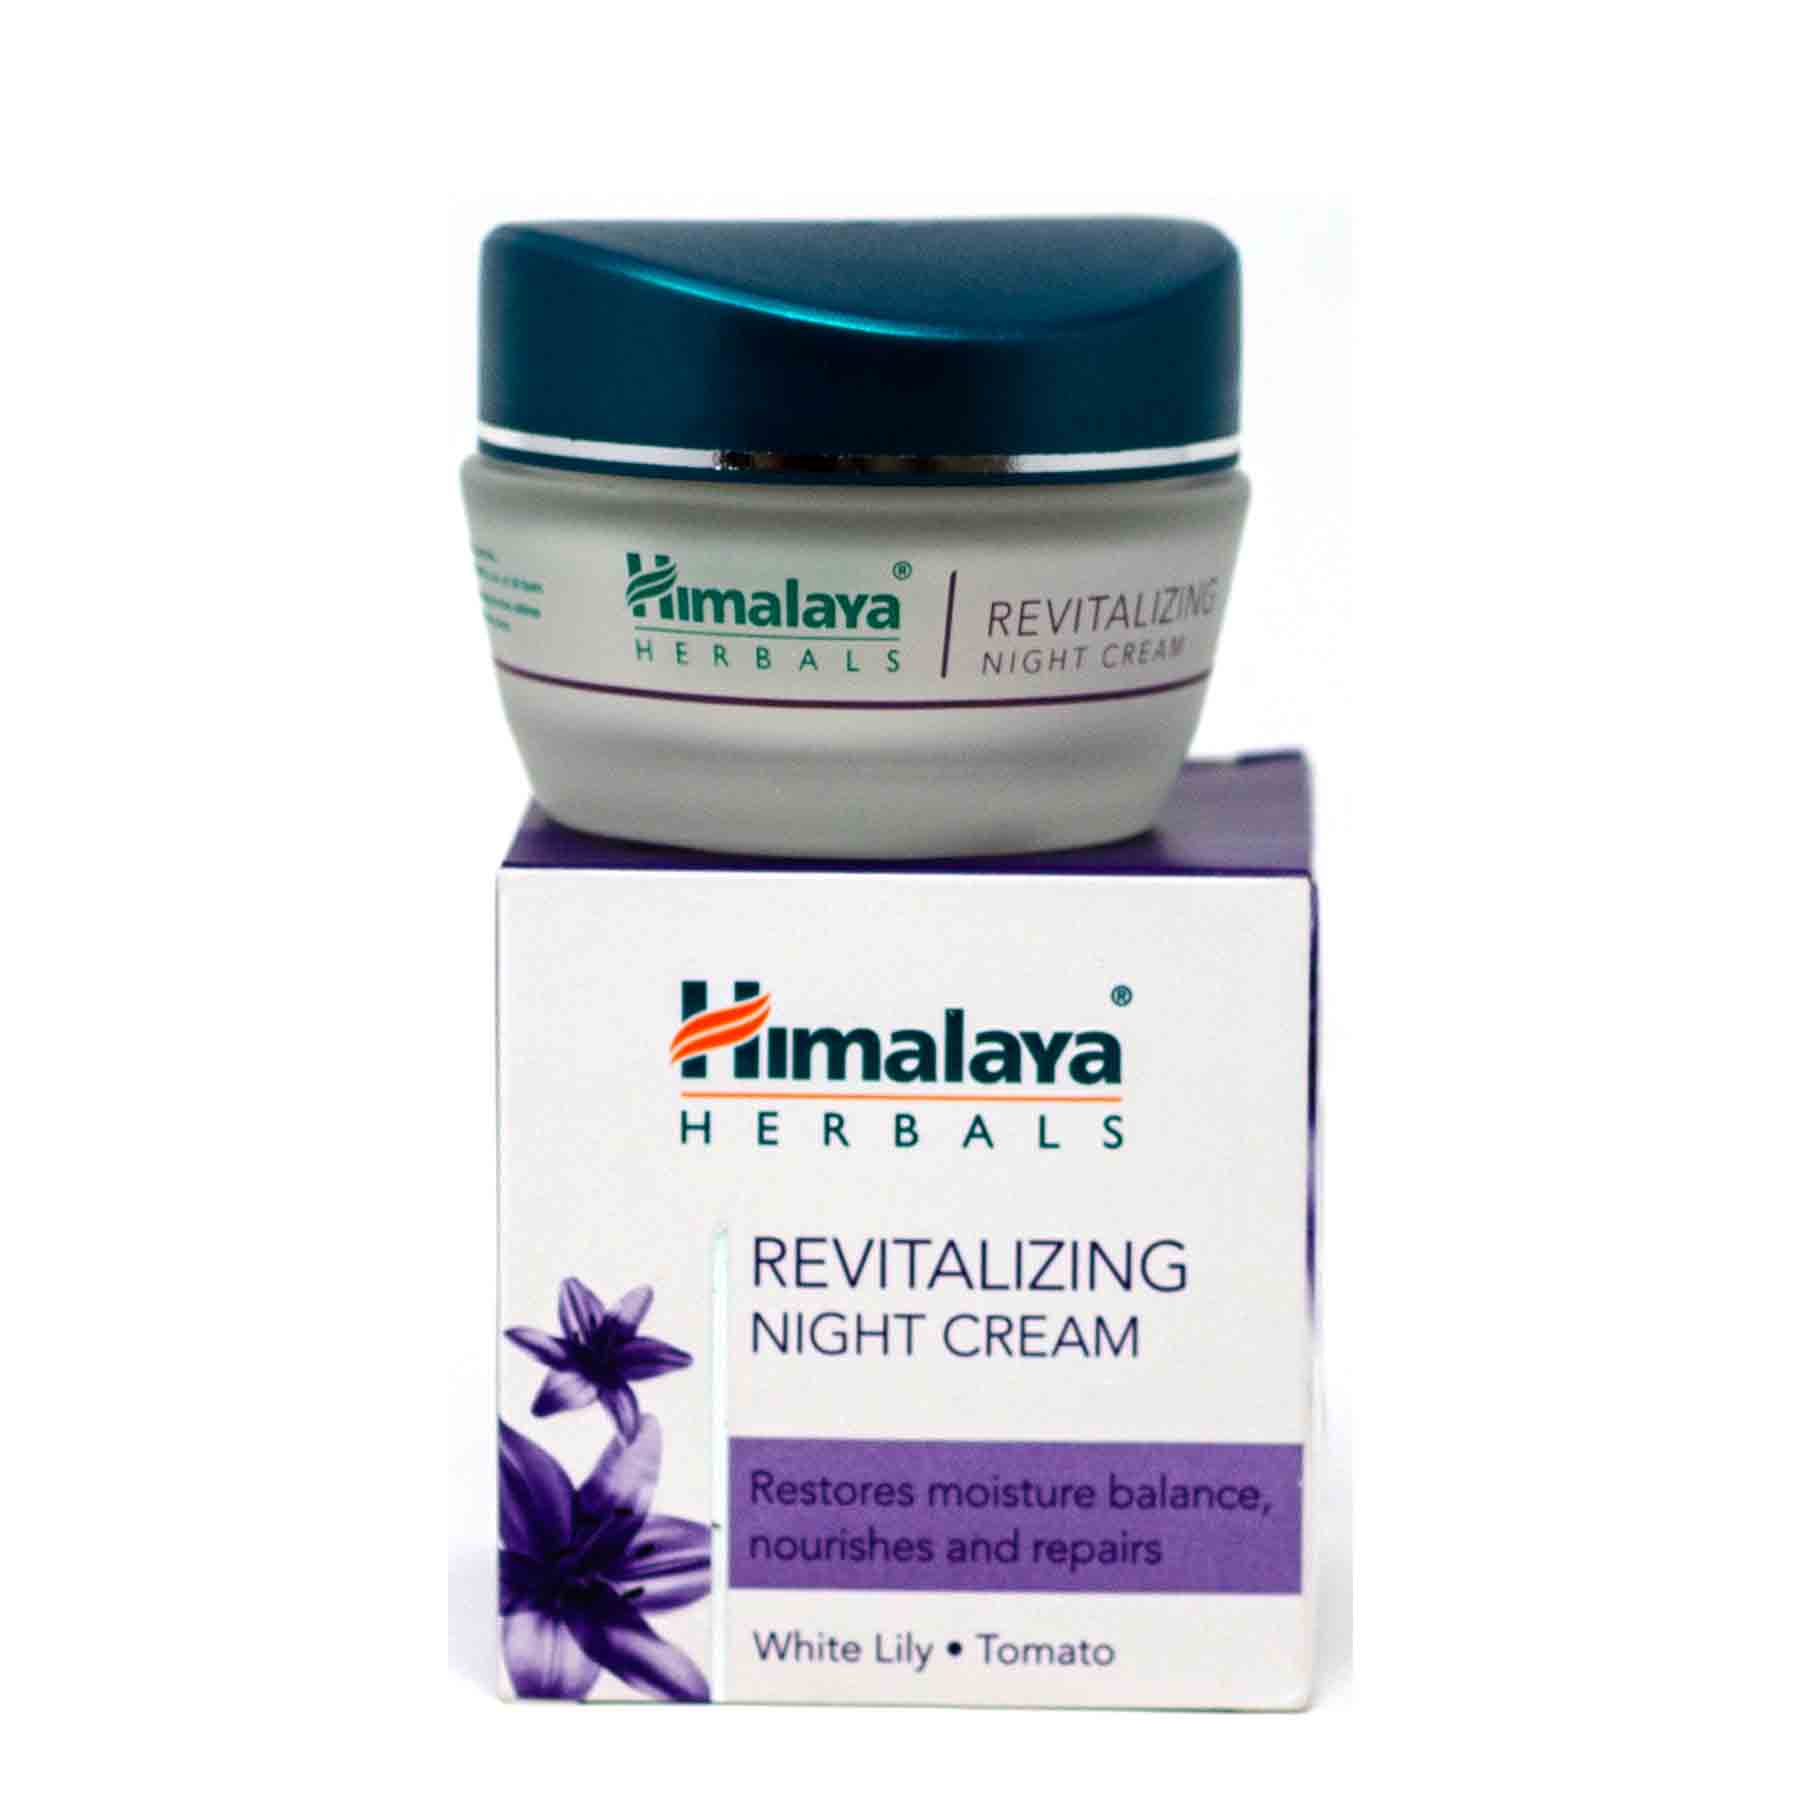 Himalaya®
HERBALS
REVITALIZING
NIGHT CREAM
Himalaya®
HERBALS
REVITALIZING
NIGHT CREAM
Restores moisture balance,
nourishes and repairs
White Lily • Tomato